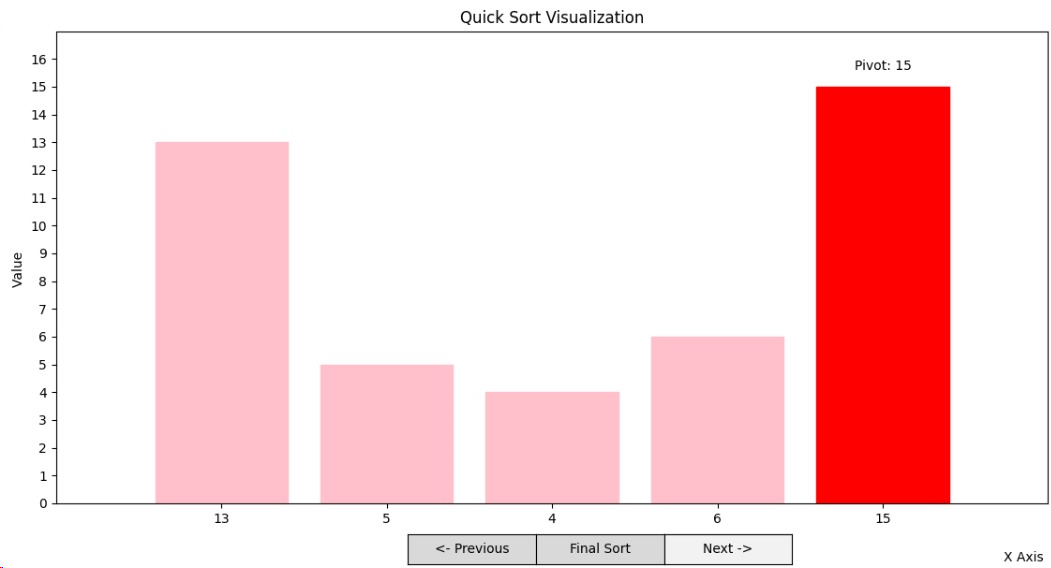 Quick Sort Visualization
Pivot: 15
16
15
14
13
12
11
10
9
8
7
6
5
4
3
2
1
0
Value
13 5 4 6 15
<- Previous Final Sort Next ->
X Axis